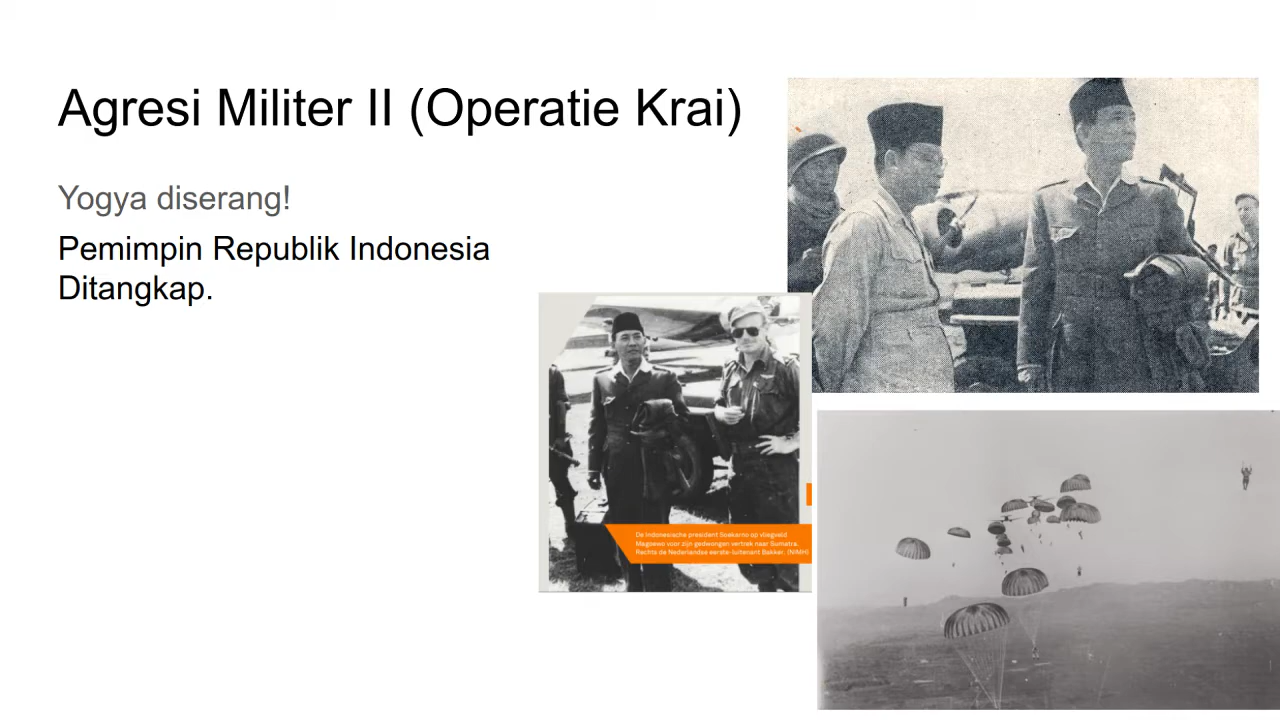 Agresi Militer II (Operatie Krai)
Yogya diserang!
Pemimpin Republik Indonesia
Ditangkap.
De Indonesische president Soekarno op vliegveld
Magoewo voor zijn gedwongen vertrek naar Sumatra.
Rechts de Nederlandse eerste-luitenant Bakker. (NIMH)